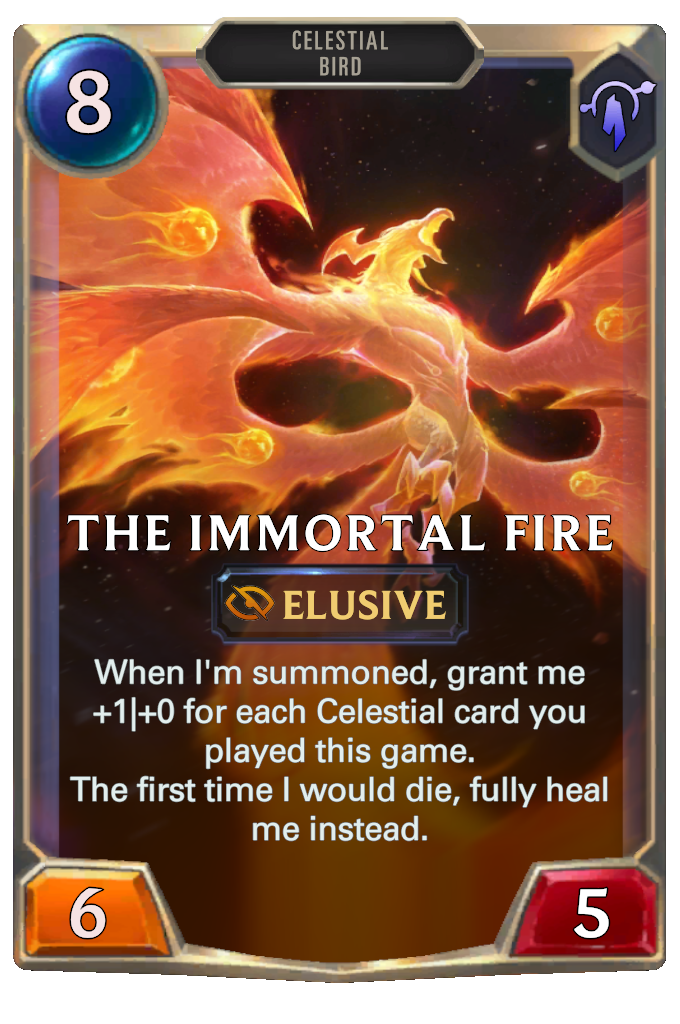 CELESTIAL
BIRD
8
THE IMMORTAL FIRE
ELUSIVE
When I'm summoned, grant me
+1|+0 for each Celestial card you
played this game.
The first time I would die, fully heal
me instead.
6
5